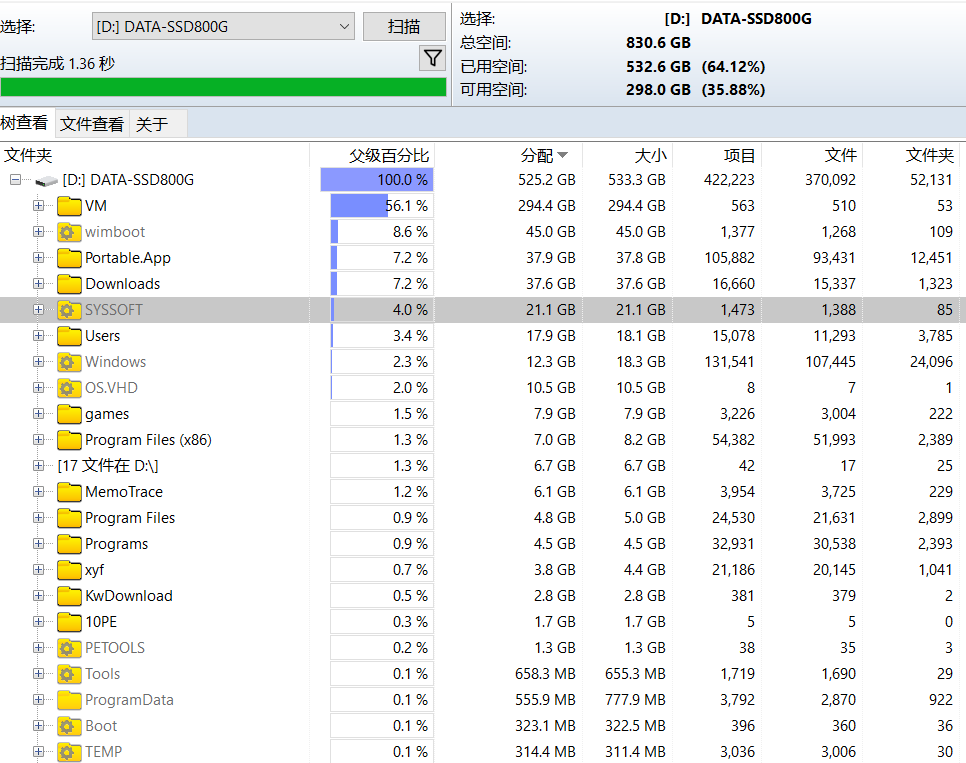 选择: [D:] DATA-SSD800G 扫描
扫描完成 1.36 秒
选择: [D:] DATA-SSD800G
总空间: 830.6 GB
已用空间: 532.6 GB (64.12%)
可用空间: 298.0 GB (35.88%)
树查看 文件查看 关于
文件夹 父级百分比 分配 大小 项目 文件 文件夹
[D:] DATA-SSD800G 100.0 % 525.2 GB 533.3 GB 422,223 370,092 52,131
VM 56.1 % 294.4 GB 294.4 GB 563 510 53
wimboot 8.6 % 45.0 GB 45.0 GB 1,377 1,268 109
Portable.App 7.2 % 37.9 GB 37.8 GB 105,882 93,431 12,451
Downloads 7.2 % 37.6 GB 37.6 GB 16,660 15,337 1,323
SYSSOFT 4.0 % 21.1 GB 21.1 GB 1,473 1,388 85
Users 3.4 % 17.9 GB 18.1 GB 15,078 11,293 3,785
Windows 2.3 % 12.3 GB 18.3 GB 131,541 107,445 24,096
OS.VHD 2.0 % 10.5 GB 10.5 GB 8 7 1
games 1.5 % 7.9 GB 7.9 GB 3,226 3,004 222
Program Files (x86) 1.3 % 7.0 GB 8.2 GB 54,382 51,993 2,389
[17 文件在 D:\] 1.3 % 6.7 GB 6.7 GB 42 17 25
MemoTrace 1.2 % 6.1 GB 6.1 GB 3,954 3,725 229
Program Files 0.9 % 4.8 GB 5.0 GB 24,530 21,631 2,899
Programs 0.9 % 4.5 GB 4.5 GB 32,931 30,538 2,393
xyf 0.7 % 3.8 GB 4.4 GB 21,186 20,145 1,041
KwDownload 0.5 % 2.8 GB 2.8 GB 381 379 2
10PE 0.3 % 1.7 GB 1.7 GB 5 5 0
PETOOLS 0.2 % 1.3 GB 1.3 GB 38 35 3
Tools 0.1 % 658.3 MB 655.3 MB 1,719 1,690 29
ProgramData 0.1 % 555.9 MB 777.9 MB 3,792 2,870 922
Boot 0.1 % 323.1 MB 322.5 MB 396 360 36
TEMP 0.1 % 314.4 MB 311.4 MB 3,036 3,006 30